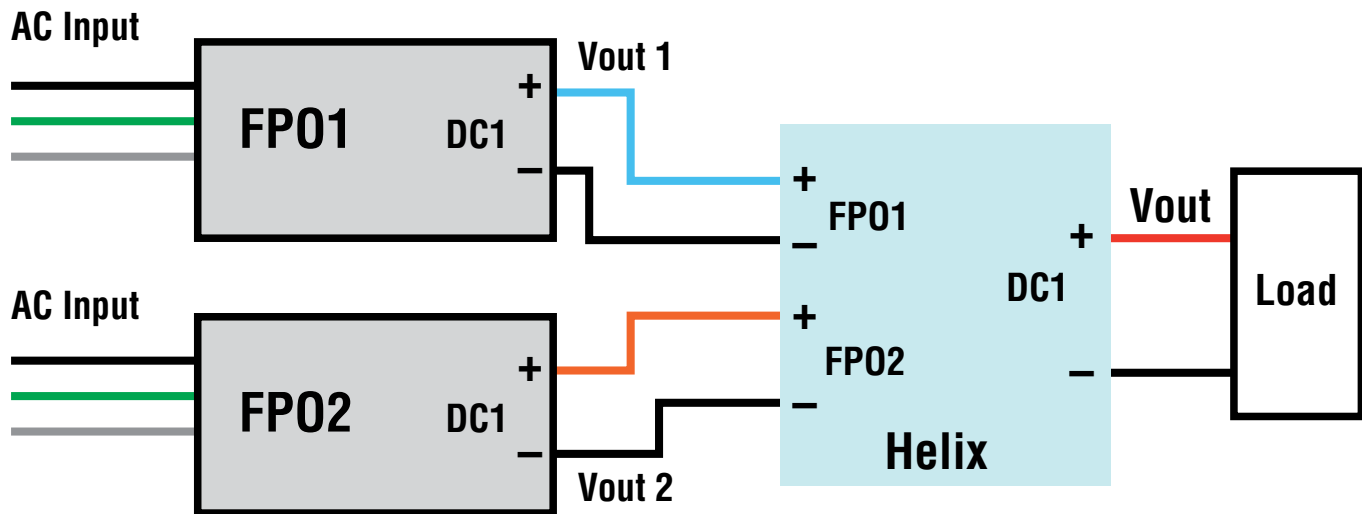 AC Input
FPO1
+
DC1
−
Vout 1
AC Input
FPO2
+
DC1
−
Vout 2
+
FPO1
−
+
FPO2
−
Helix
+
DC1
−
Vout
Load